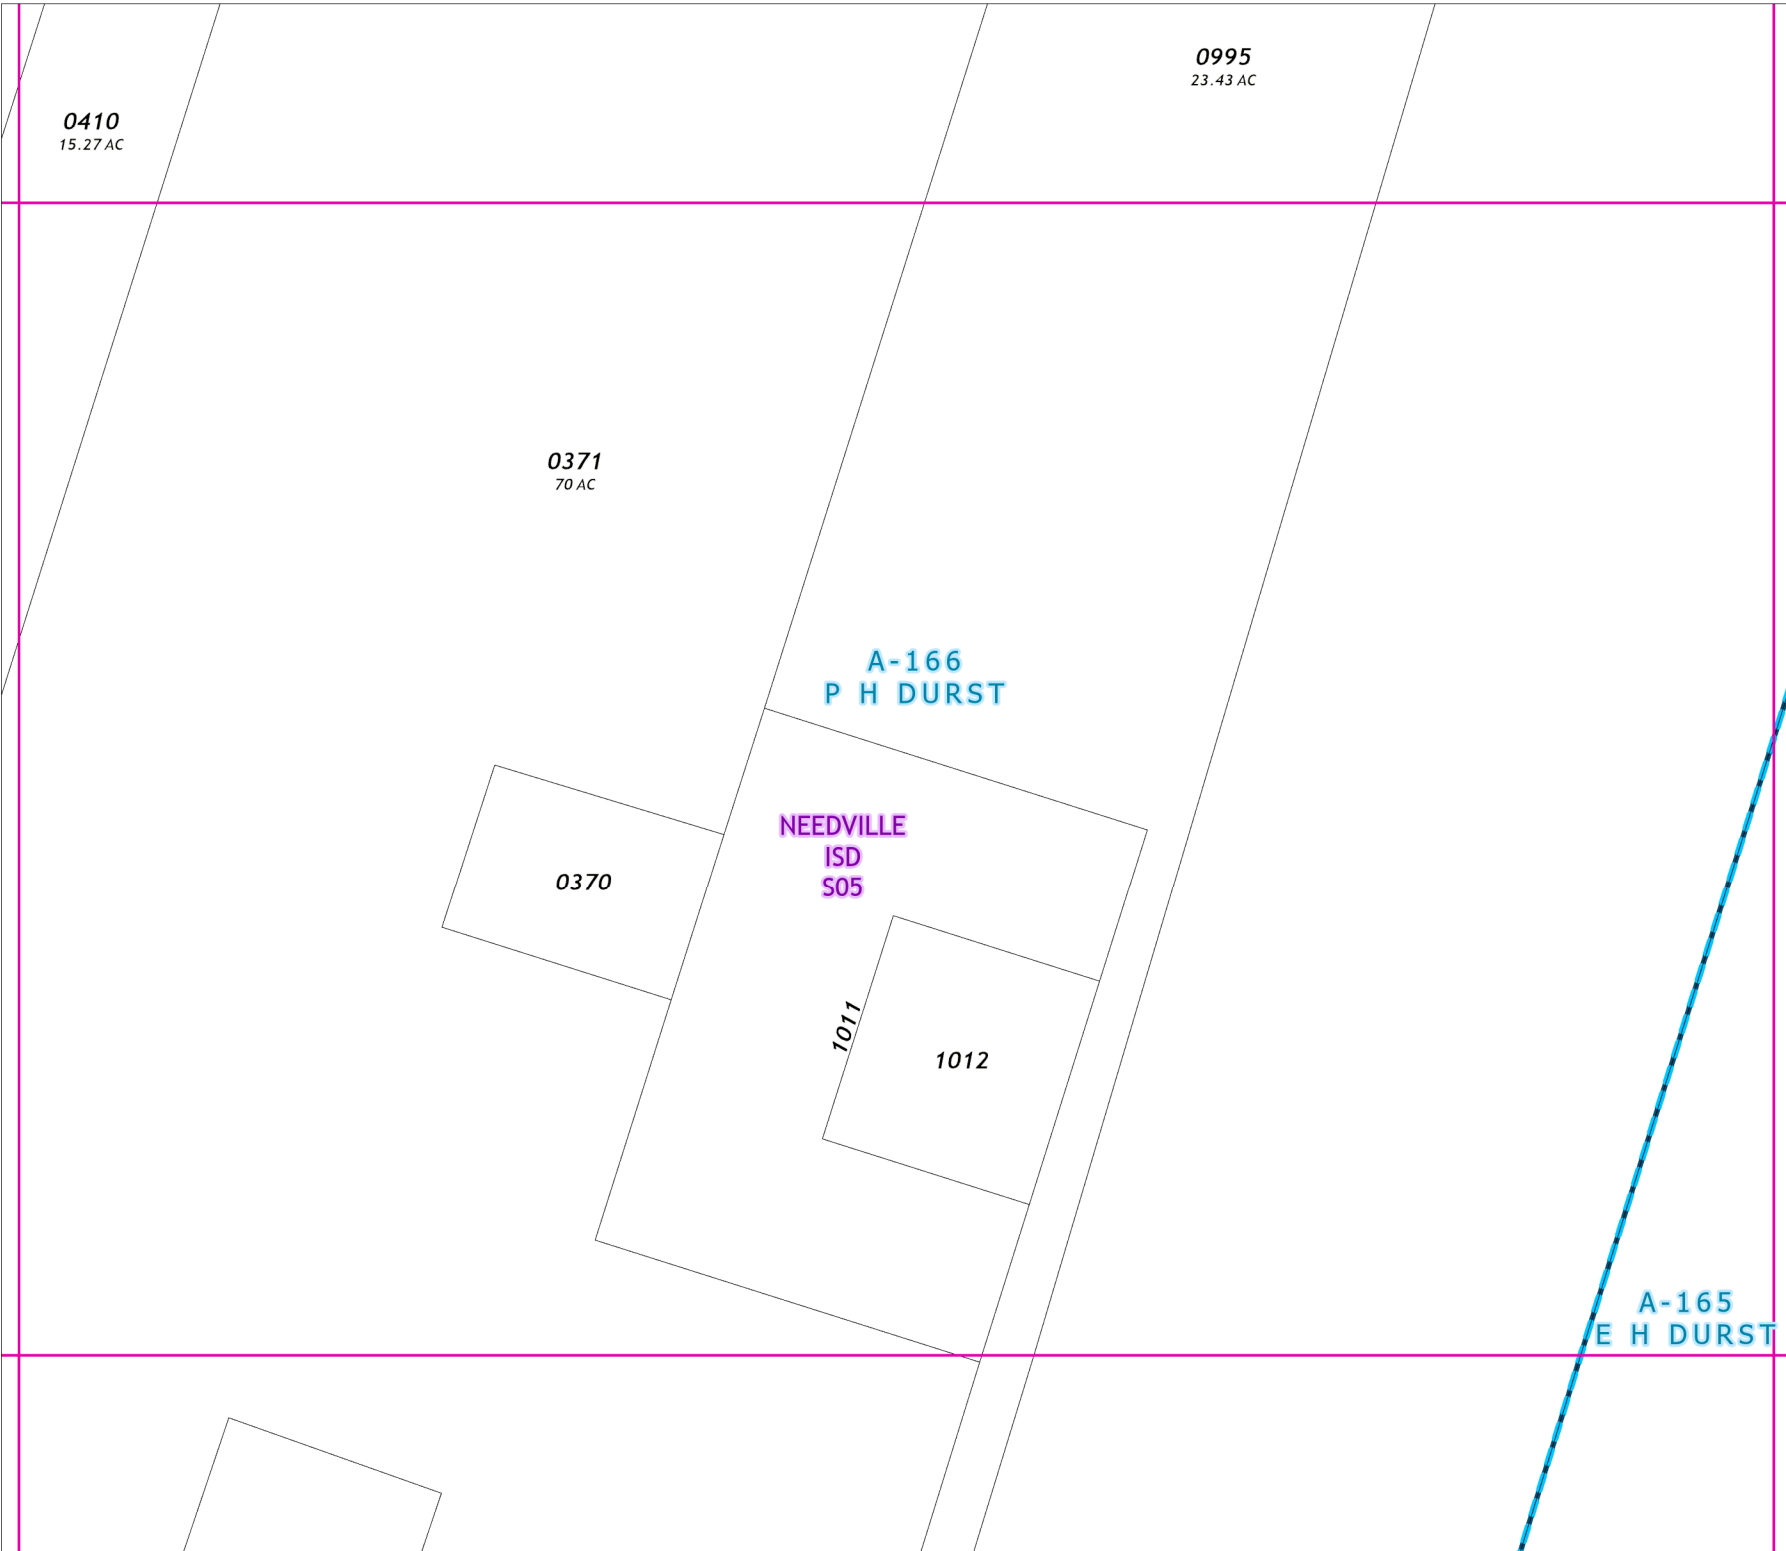 0995
23.43 AC
0410
15.27 AC
0371
70 AC
A-166
P H DURST
NEEDVILLE
ISD
S05
0370
1011
1012
A-165
E H DURST